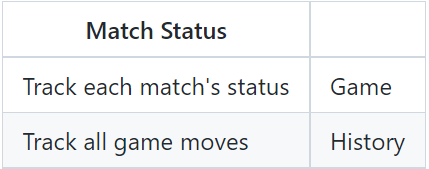 Match Status
Track each match's status Game
Track all game moves History